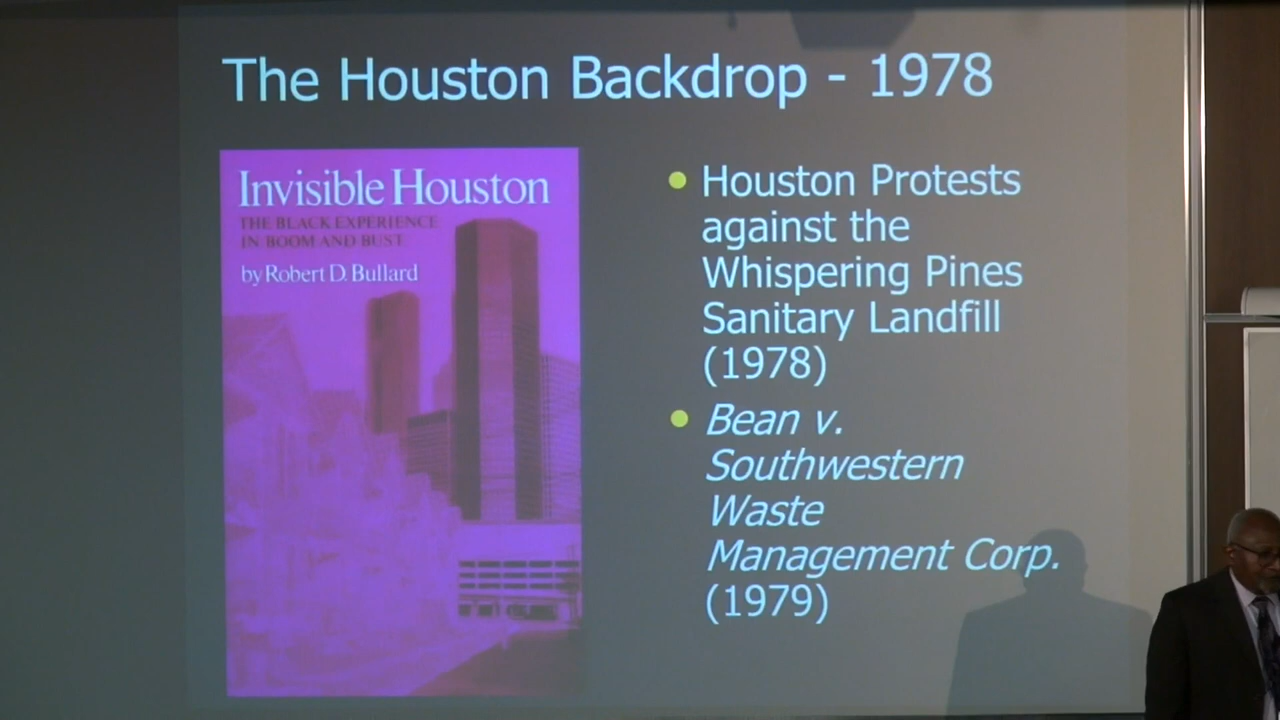 The Houston Backdrop - 1978
Invisible Houston
THE BLACK EXPERIENCE
IN BOOM AND BUST
by Robert D. Bullard
• Houston Protests
against the
Whispering Pines
Sanitary Landfill
(1978)
• Bean v.
Southwestern
Waste
Management Corp.
(1979)